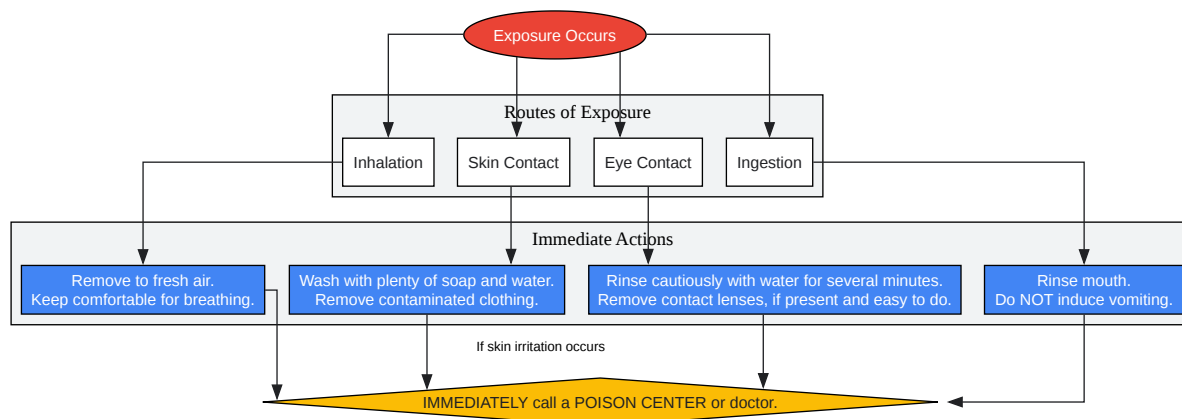 Exposure Occurs
Routes of Exposure
Inhalation
Skin Contact
Eye Contact
Ingestion
Immediate Actions
Remove to fresh air.
Keep comfortable for breathing.
Wash with plenty of soap and water.
Remove contaminated clothing.
Rinse cautiously with water for several minutes.
Remove contact lenses, if present and easy to do.
Rinse mouth.
Do NOT induce vomiting.
If skin irritation occurs
IMMEDIATELY call a POISON CENTER or doctor.